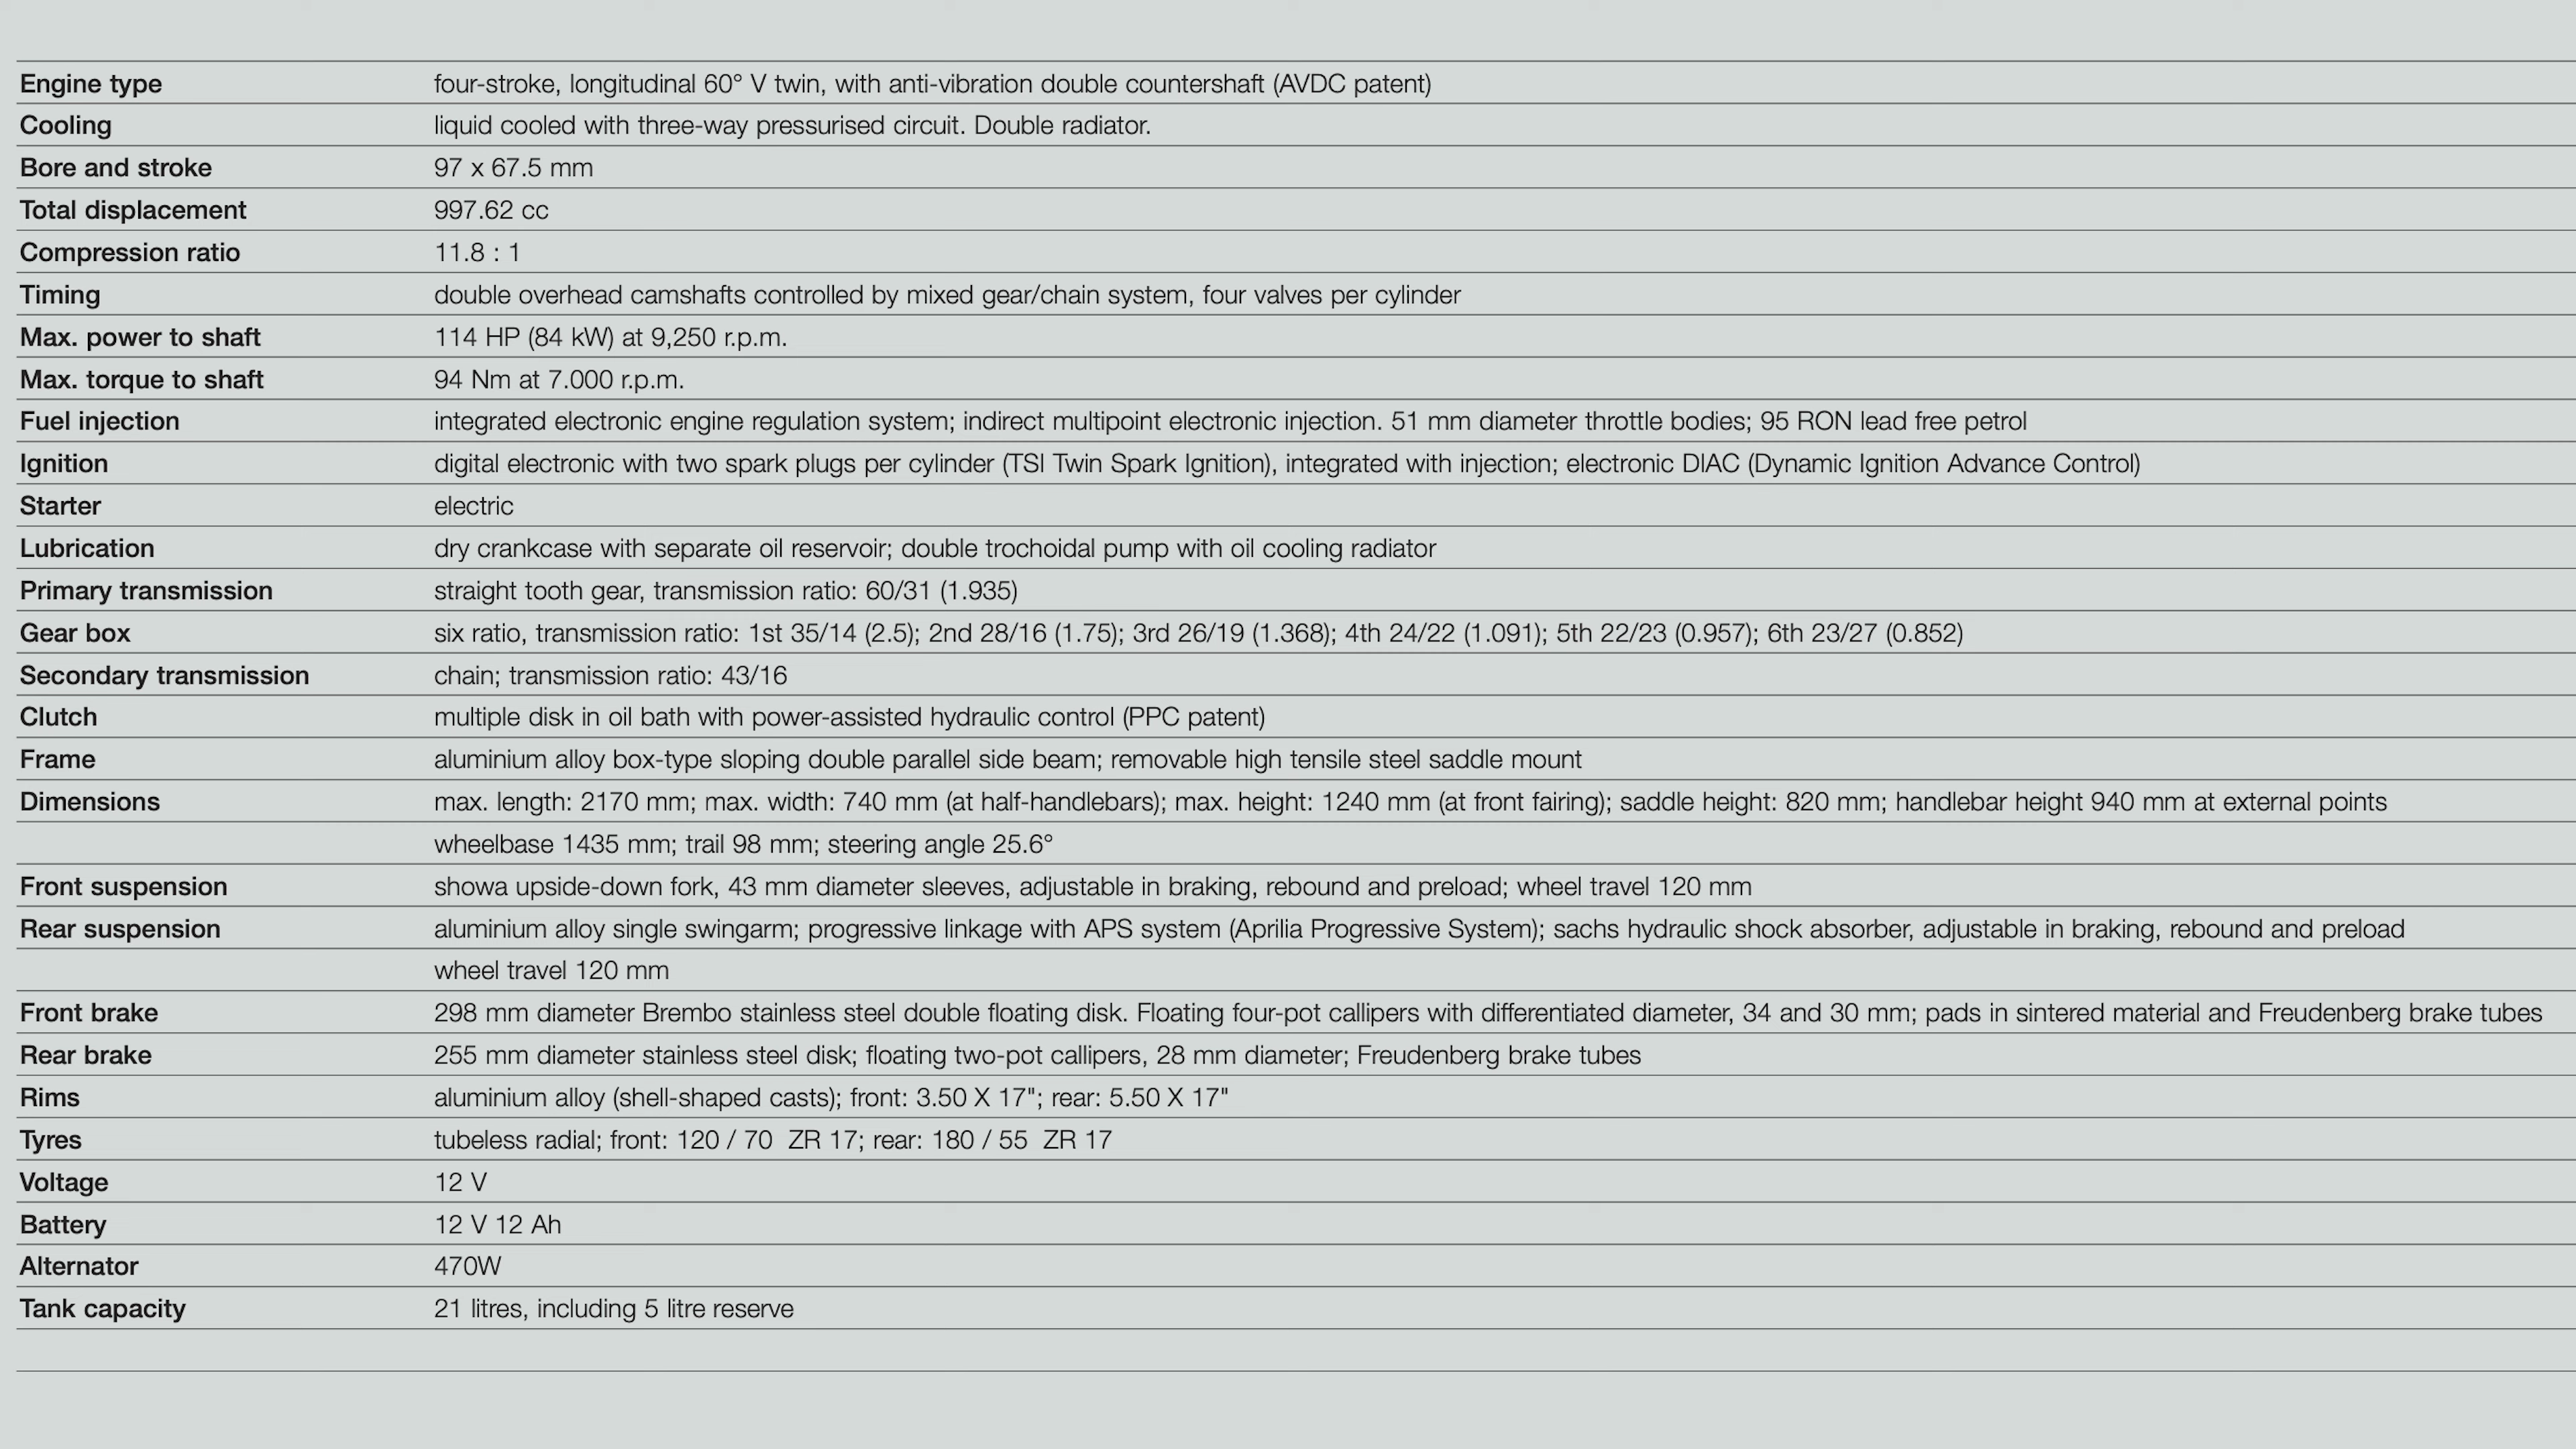 Engine type four-stroke, longitudinal 60° V twin, with anti-vibration double countershaft (AVDC patent)
Cooling liquid cooled with three-way pressurised circuit. Double radiator.
Bore and stroke 97 x 67.5 mm
Total displacement 997.62 cc
Compression ratio 11.8 : 1
Timing double overhead camshafts controlled by mixed gear/chain system, four valves per cylinder
Max. power to shaft 114 HP (84 kW) at 9,250 r.p.m.
Max. torque to shaft 94 Nm at 7.000 r.p.m.
Fuel injection integrated electronic engine regulation system; indirect multipoint electronic injection. 51 mm diameter throttle bodies; 95 RON lead free petrol
Ignition digital electronic with two spark plugs per cylinder (TSI Twin Spark Ignition), integrated with injection; electronic DIAC (Dynamic Ignition Advance Control)
Starter electric
Lubrication dry crankcase with separate oil reservoir; double trochoidal pump with oil cooling radiator
Primary transmission straight tooth gear, transmission ratio: 60/31 (1.935)
Gear box six ratio, transmission ratio: 1st 35/14 (2.5); 2nd 28/16 (1.75); 3rd 26/19 (1.368); 4th 24/22 (1.091); 5th 22/23 (0.957); 6th 23/27 (0.852)
Secondary transmission chain; transmission ratio: 43/16
Clutch multiple disk in oil bath with power-assisted hydraulic control (PPC patent)
Frame aluminium alloy box-type sloping double parallel side beam; removable high tensile steel saddle mount
Dimensions max. length: 2170 mm; max. width: 740 mm (at half-handlebars); max. height: 1240 mm (at front fairing); saddle height: 820 mm; handlebar height 940 mm at external points
wheelbase 1435 mm; trail 98 mm; steering angle 25.6°
Front suspension showa upside-down fork, 43 mm diameter sleeves, adjustable in braking, rebound and preload; wheel travel 120 mm
Rear suspension aluminium alloy single swingarm; progressive linkage with APS system (Aprilia Progressive System); sachs hydraulic shock absorber, adjustable in braking, rebound and preload
wheel travel 120 mm
Front brake 298 mm diameter Brembo stainless steel double floating disk. Floating four-pot callipers with differentiated diameter, 34 and 30 mm; pads in sintered material and Freudenberg brake tubes
Rear brake 255 mm diameter stainless steel disk; floating two-pot callipers, 28 mm diameter; Freudenberg brake tubes
Rims aluminium alloy (shell-shaped casts); front: 3.50 X 17"; rear: 5.50 X 17"
Tyres tubeless radial; front: 120 / 70 ZR 17; rear: 180 / 55 ZR 17
Voltage 12 V
Battery 12 V 12 Ah
Alternator 470W
Tank capacity 21 litres, including 5 litre reserve